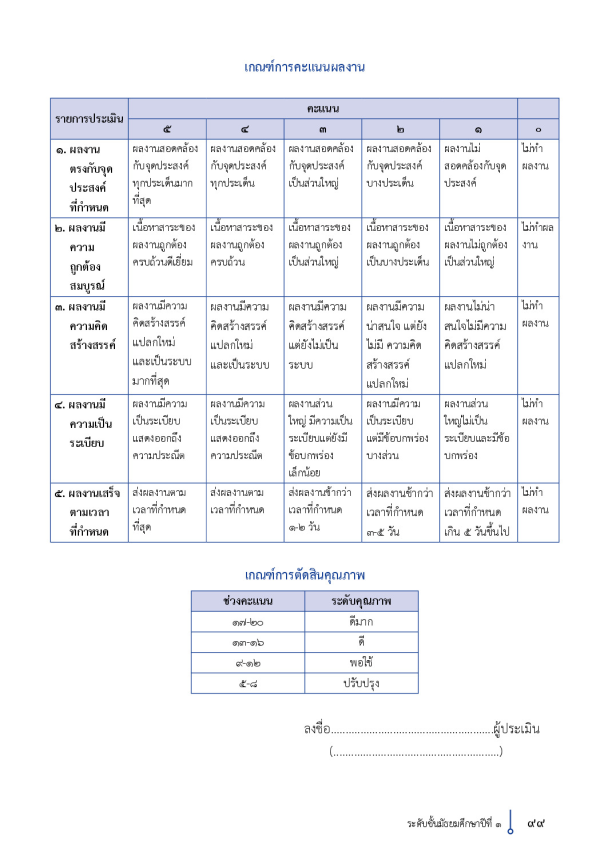 เกณฑ์การคะแนนผลงาน
รายการประเมิน
คะแนน
๕ ๔ ๓ ๒ ๑ ๐
๑. ผลงาน
ตรงกับจุด
ประสงค์
ที่กำหนด
ผลงานสอดคล้อง
กับจุดประสงค์
ทุกประเด็นมาก
ที่สุด
ผลงานสอดคล้อง
กับจุดประสงค์
ทุกประเด็น
ผลงานสอดคล้อง
กับจุดประสงค์
เป็นส่วนใหญ่
ผลงานสอดคล้อง
กับจุดประสงค์
บางประเด็น
ผลงานไม่
สอดคล้องกับจุด
ประสงค์
ไม่ทำ
ผลงาน
๒. ผลงานมี
ความ
ถูกต้อง
สมบูรณ์
เนื้อหาสาระของ
ผลงานถูกต้อง
ครบถ้วนดีเยี่ยม
เนื้อหาสาระของ
ผลงานถูกต้อง
ครบถ้วน
เนื้อหาสาระของ
ผลงานถูกต้อง
เป็นส่วนใหญ่
เนื้อหาสาระของ
ผลงานถูกต้อง
เป็นบางประเด็น
เนื้อหาสาระของ
ผลงานไม่ถูกต้อง
เป็นส่วนใหญ่
ไม่ทำผล
งาน
๓. ผลงานมี
ความคิด
สร้างสรรค์
ผลงานมีความ
คิดสร้างสรรค์
แปลกใหม่
และเป็นระบบ
มากที่สุด
ผลงานมีความ
คิดสร้างสรรค์
แปลกใหม่
และเป็นระบบ
ผลงานมีความ
คิดสร้างสรรค์
แต่ยังไม่เป็น
ระบบ
ผลงานมีความ
น่าสนใจ แต่ยัง
ไม่มี ความคิด
สร้างสรรค์
แปลกใหม่
ผลงานไม่น่า
สนใจไม่มีความ
คิดสร้างสรรค์
แปลกใหม่
ไม่ทำ
ผลงาน
๔. ผลงานมี
ความเป็น
ระเบียบ
ผลงานมีความ
เป็นระเบียบ
แสดงออกถึง
ความประณีต
ผลงานมีความ
เป็นระเบียบ
แสดงออกถึง
ความประณีต
ผลงานส่วน
ใหญ่ มีความเป็น
ระเบียบแต่ยังมี
ข้อบกพร่อง
เล็กน้อย
ผลงานมีความ
เป็นระเบียบ
แต่มีข้อบกพร่อง
บางส่วน
ผลงานส่วน
ใหญ่ไม่เป็น
ระเบียบและมีข้อ
บกพร่อง
ไม่ทำ
ผลงาน
๕. ผลงานเสร็จ
ตามเวลา
ที่กำหนด
ส่งผลงานตาม
เวลาที่กำหนด
ที่สุด
ส่งผลงานตาม
เวลาที่กำหนด
ส่งผลงานช้ากว่า
เวลาที่กำหนด
๑-๒ วัน
ส่งผลงานช้ากว่า
เวลาที่กำหนด
๓-๕ วัน
ส่งผลงานช้ากว่า
เวลาที่กำหนด
เกิน ๕ วันขึ้นไป
ไม่ทำ
ผลงาน
เกณฑ์การตัดสินคุณภาพ
ช่วงคะแนน ระดับคุณภาพ
๑๗-๒๐ ดีมาก
๑๓-๑๖ ดี
๙-๑๒ พอใช้
๕-๘ ปรับปรุง
ลงชื่อ.......................................................ผู้ประเมิน
(........................................................)
ระดับชั้นมัธยมศึกษาปีที่ ๑ ๙๙